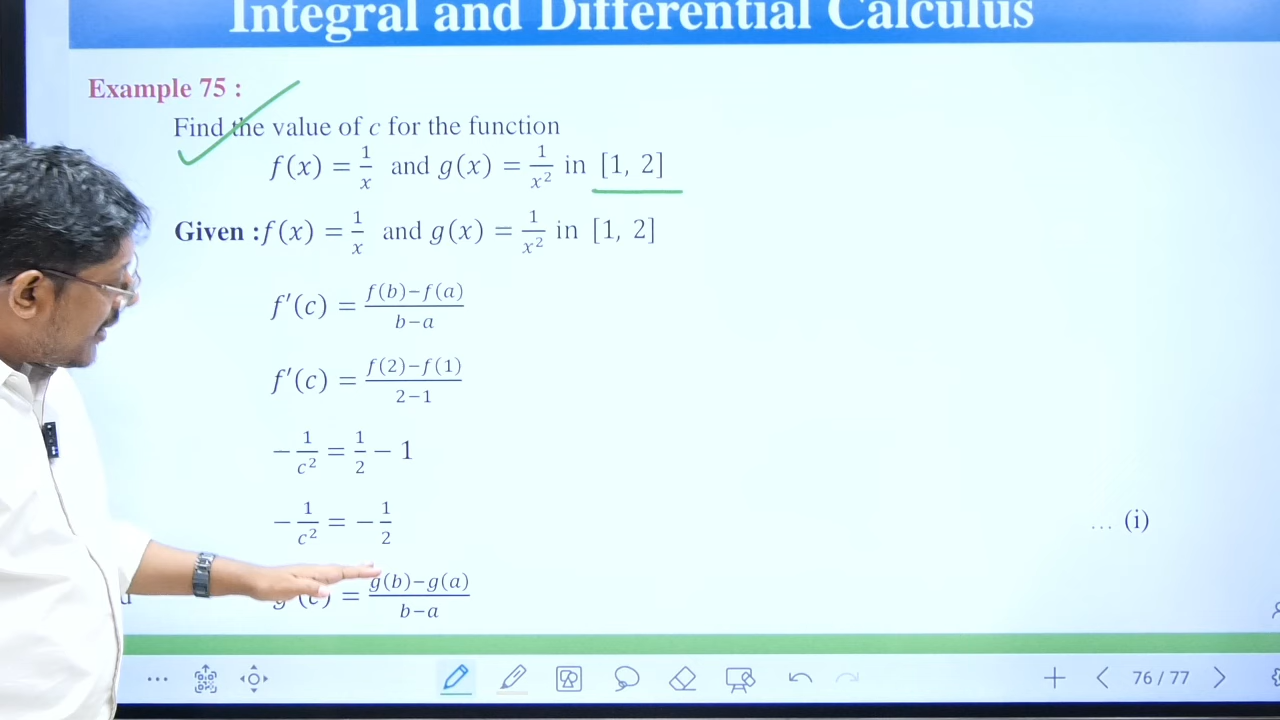 Integral and Differential Calculus
Example 75 :
Find the value of c for the function
f(x) = 1/x and g(x) = 1/x² in [1, 2]
Given : f(x) = 1/x and g(x) = 1/x² in [1, 2]
f′(c) = f(b)−f(a)/b−a
f′(c) = f(2)−f(1)/2−1
−1/c² = 1/2 − 1
−1/c² = −1/2 ... (i)
(c) = g(b)−g(a)/b−a
76 / 77